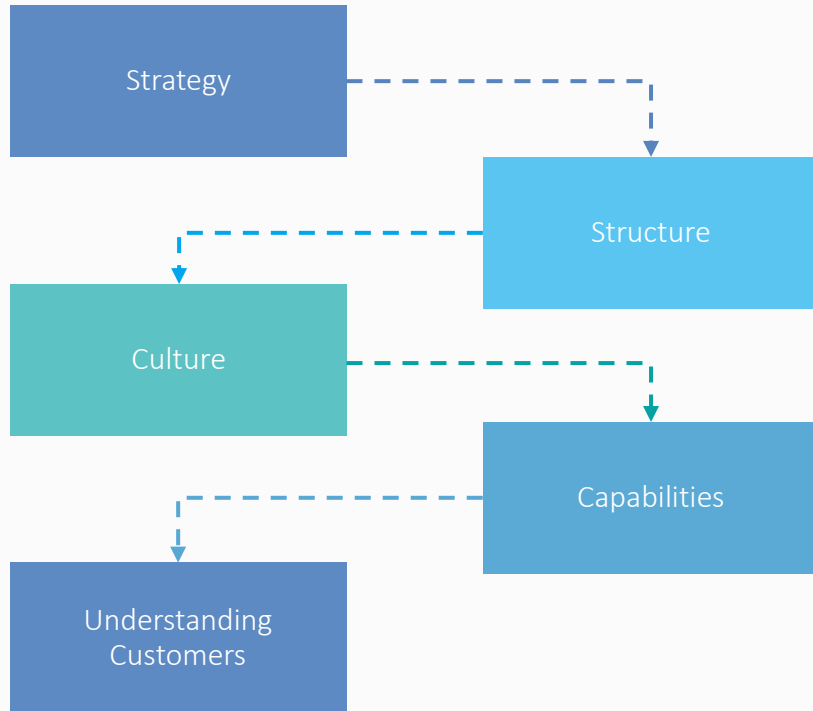 Strategy
Structure
Culture
Capabilities
Understanding
Customers